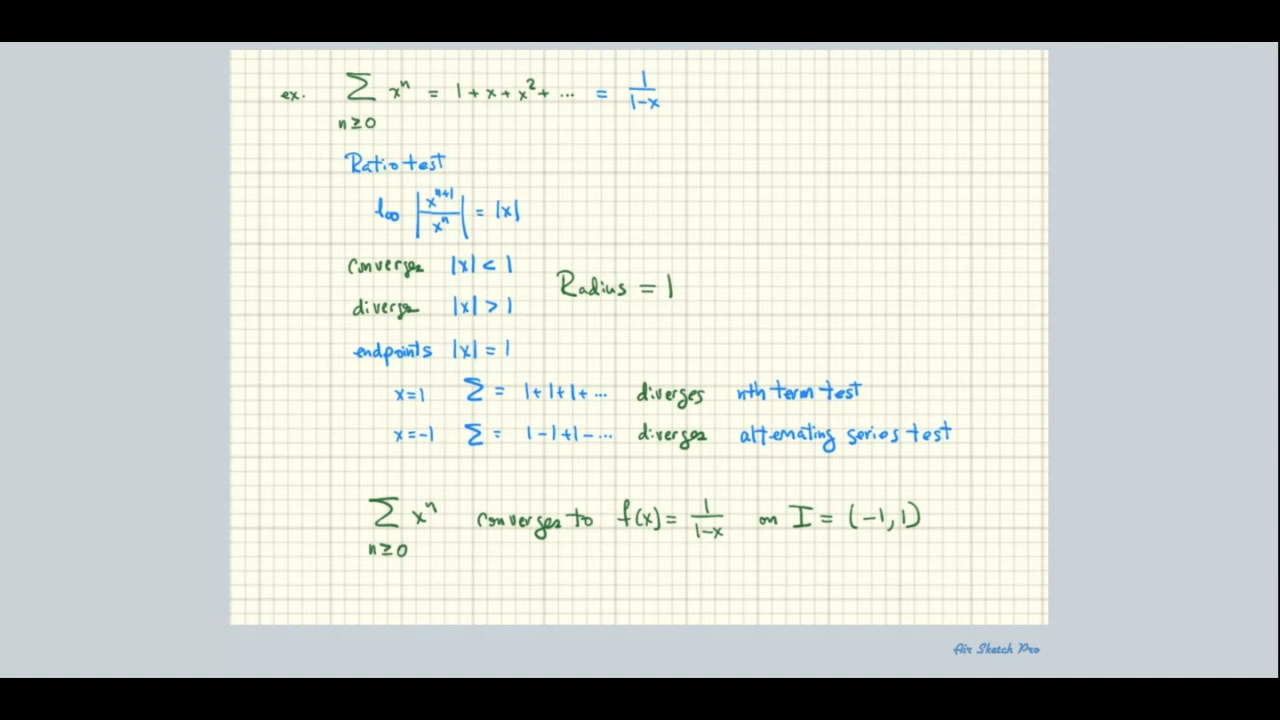 ex. ∑ xⁿ = 1 + x + x² + ... = 1/(1-x)
n ≥ 0
Ratio test
l∞ |xⁿ⁺¹/xⁿ| = |x|
converges |x| < 1
Radius = 1
diverge |x| > 1
endpoints |x| = 1
x=1 ∑ = 1+1+1+... diverges nth term test
x=-1 ∑ = 1-1+1-... diverges alternating series test
∑ xⁿ converges to f(x) = 1/(1-x) on I = (-1,1)
n ≥ 0
Air Sketch Pro